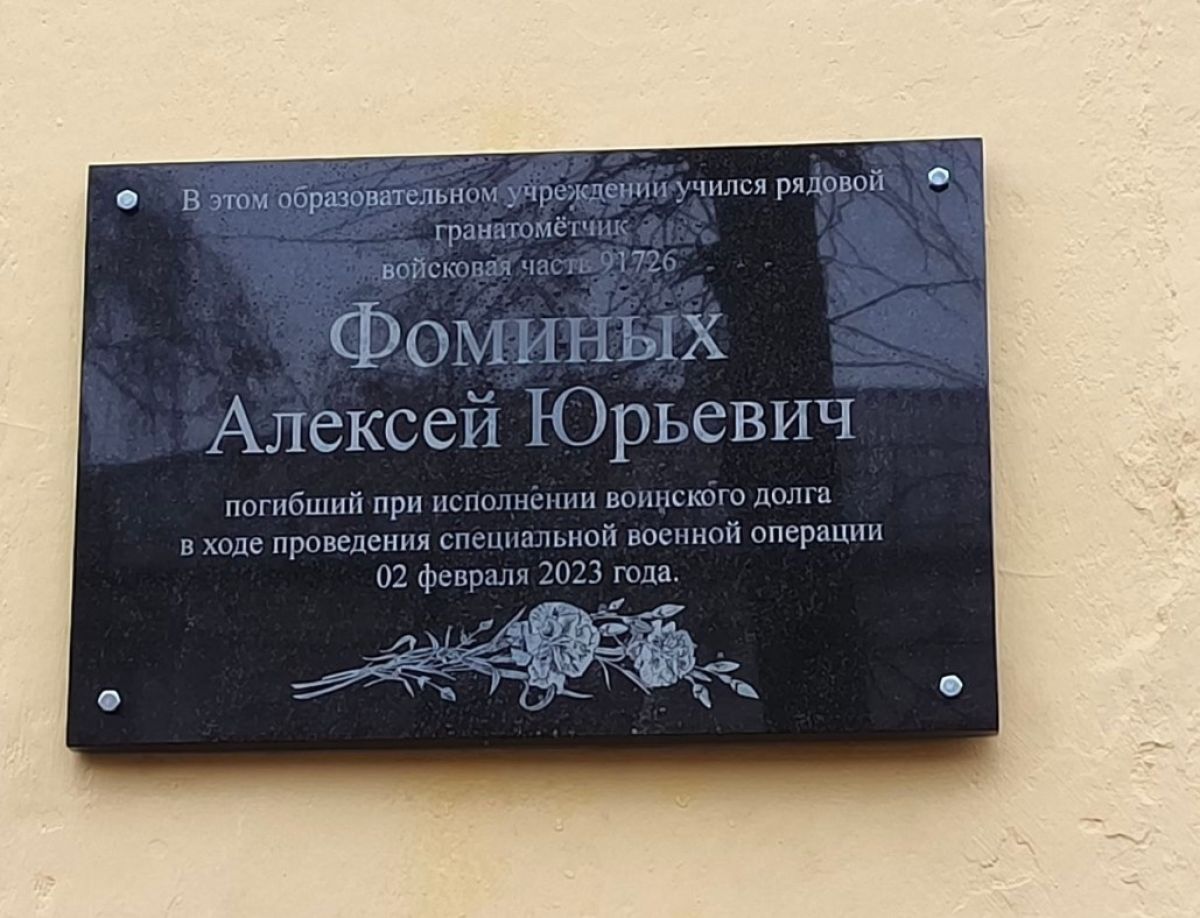 В этом образовательном учреждении учился рядовой
гранатомётчик
войсковая часть 91726
Фоминых
Алексей Юрьевич
погибший при исполнении воинского долга
в ходе проведения специальной военной операции
02 февраля 2023 года.